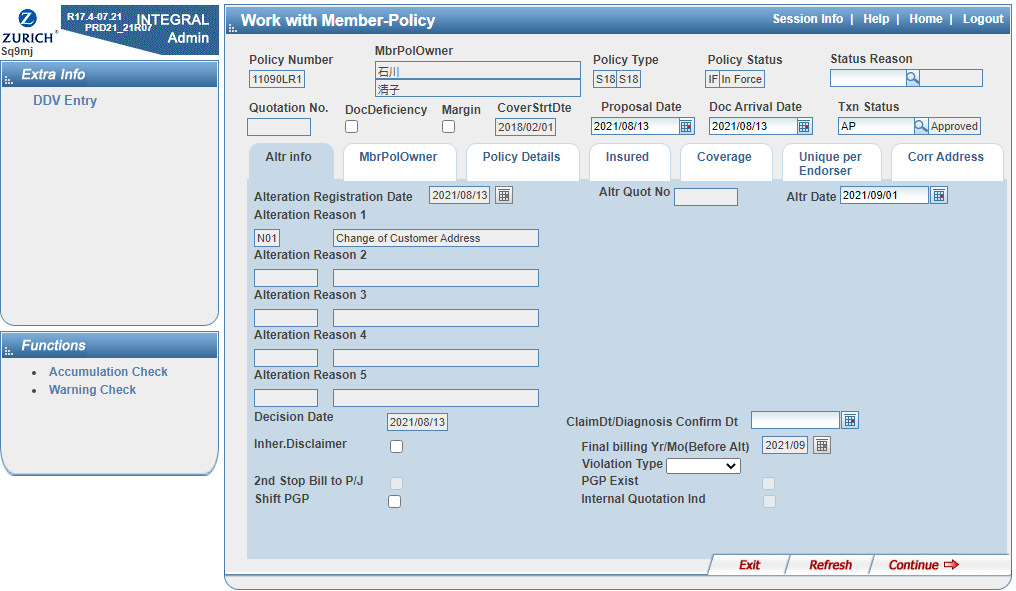 R17.4-07.21 INTEGRAL
PRD21_21R07 Admin
ZURICH
Sq9mj
Extra Info
DDV Entry
Functions
Accumulation Check
Warning Check
Work with Member-Policy
Session Info | Help | Home | Logout
Policy Number MbrPolOwner Policy Type Policy Status Status Reason
11090LR1 石川 S18 S18 IF In Force
清子
Quotation No. DocDeficiency Margin CoverStrtDte Proposal Date Doc Arrival Date Txn Status
2018/02/01 2021/08/13 2021/08/13 AP Approved
Altr info MbrPolOwner Policy Details Insured Coverage Unique per Endorser Corr Address
Alteration Registration Date 2021/08/13 Altr Quot No Altr Date 2021/09/01
Alteration Reason 1
N01 Change of Customer Address
Alteration Reason 2
Alteration Reason 3
Alteration Reason 4
Alteration Reason 5
Decision Date 2021/08/13 ClaimDt/Diagnosis Confirm Dt
Inher.Disclaimer Final billing Yr/Mo(Before Alt) 2021/09
Violation Type
2nd Stop Bill to P/J PGP Exist
Shift PGP Internal Quotation Ind
Exit Refresh Continue